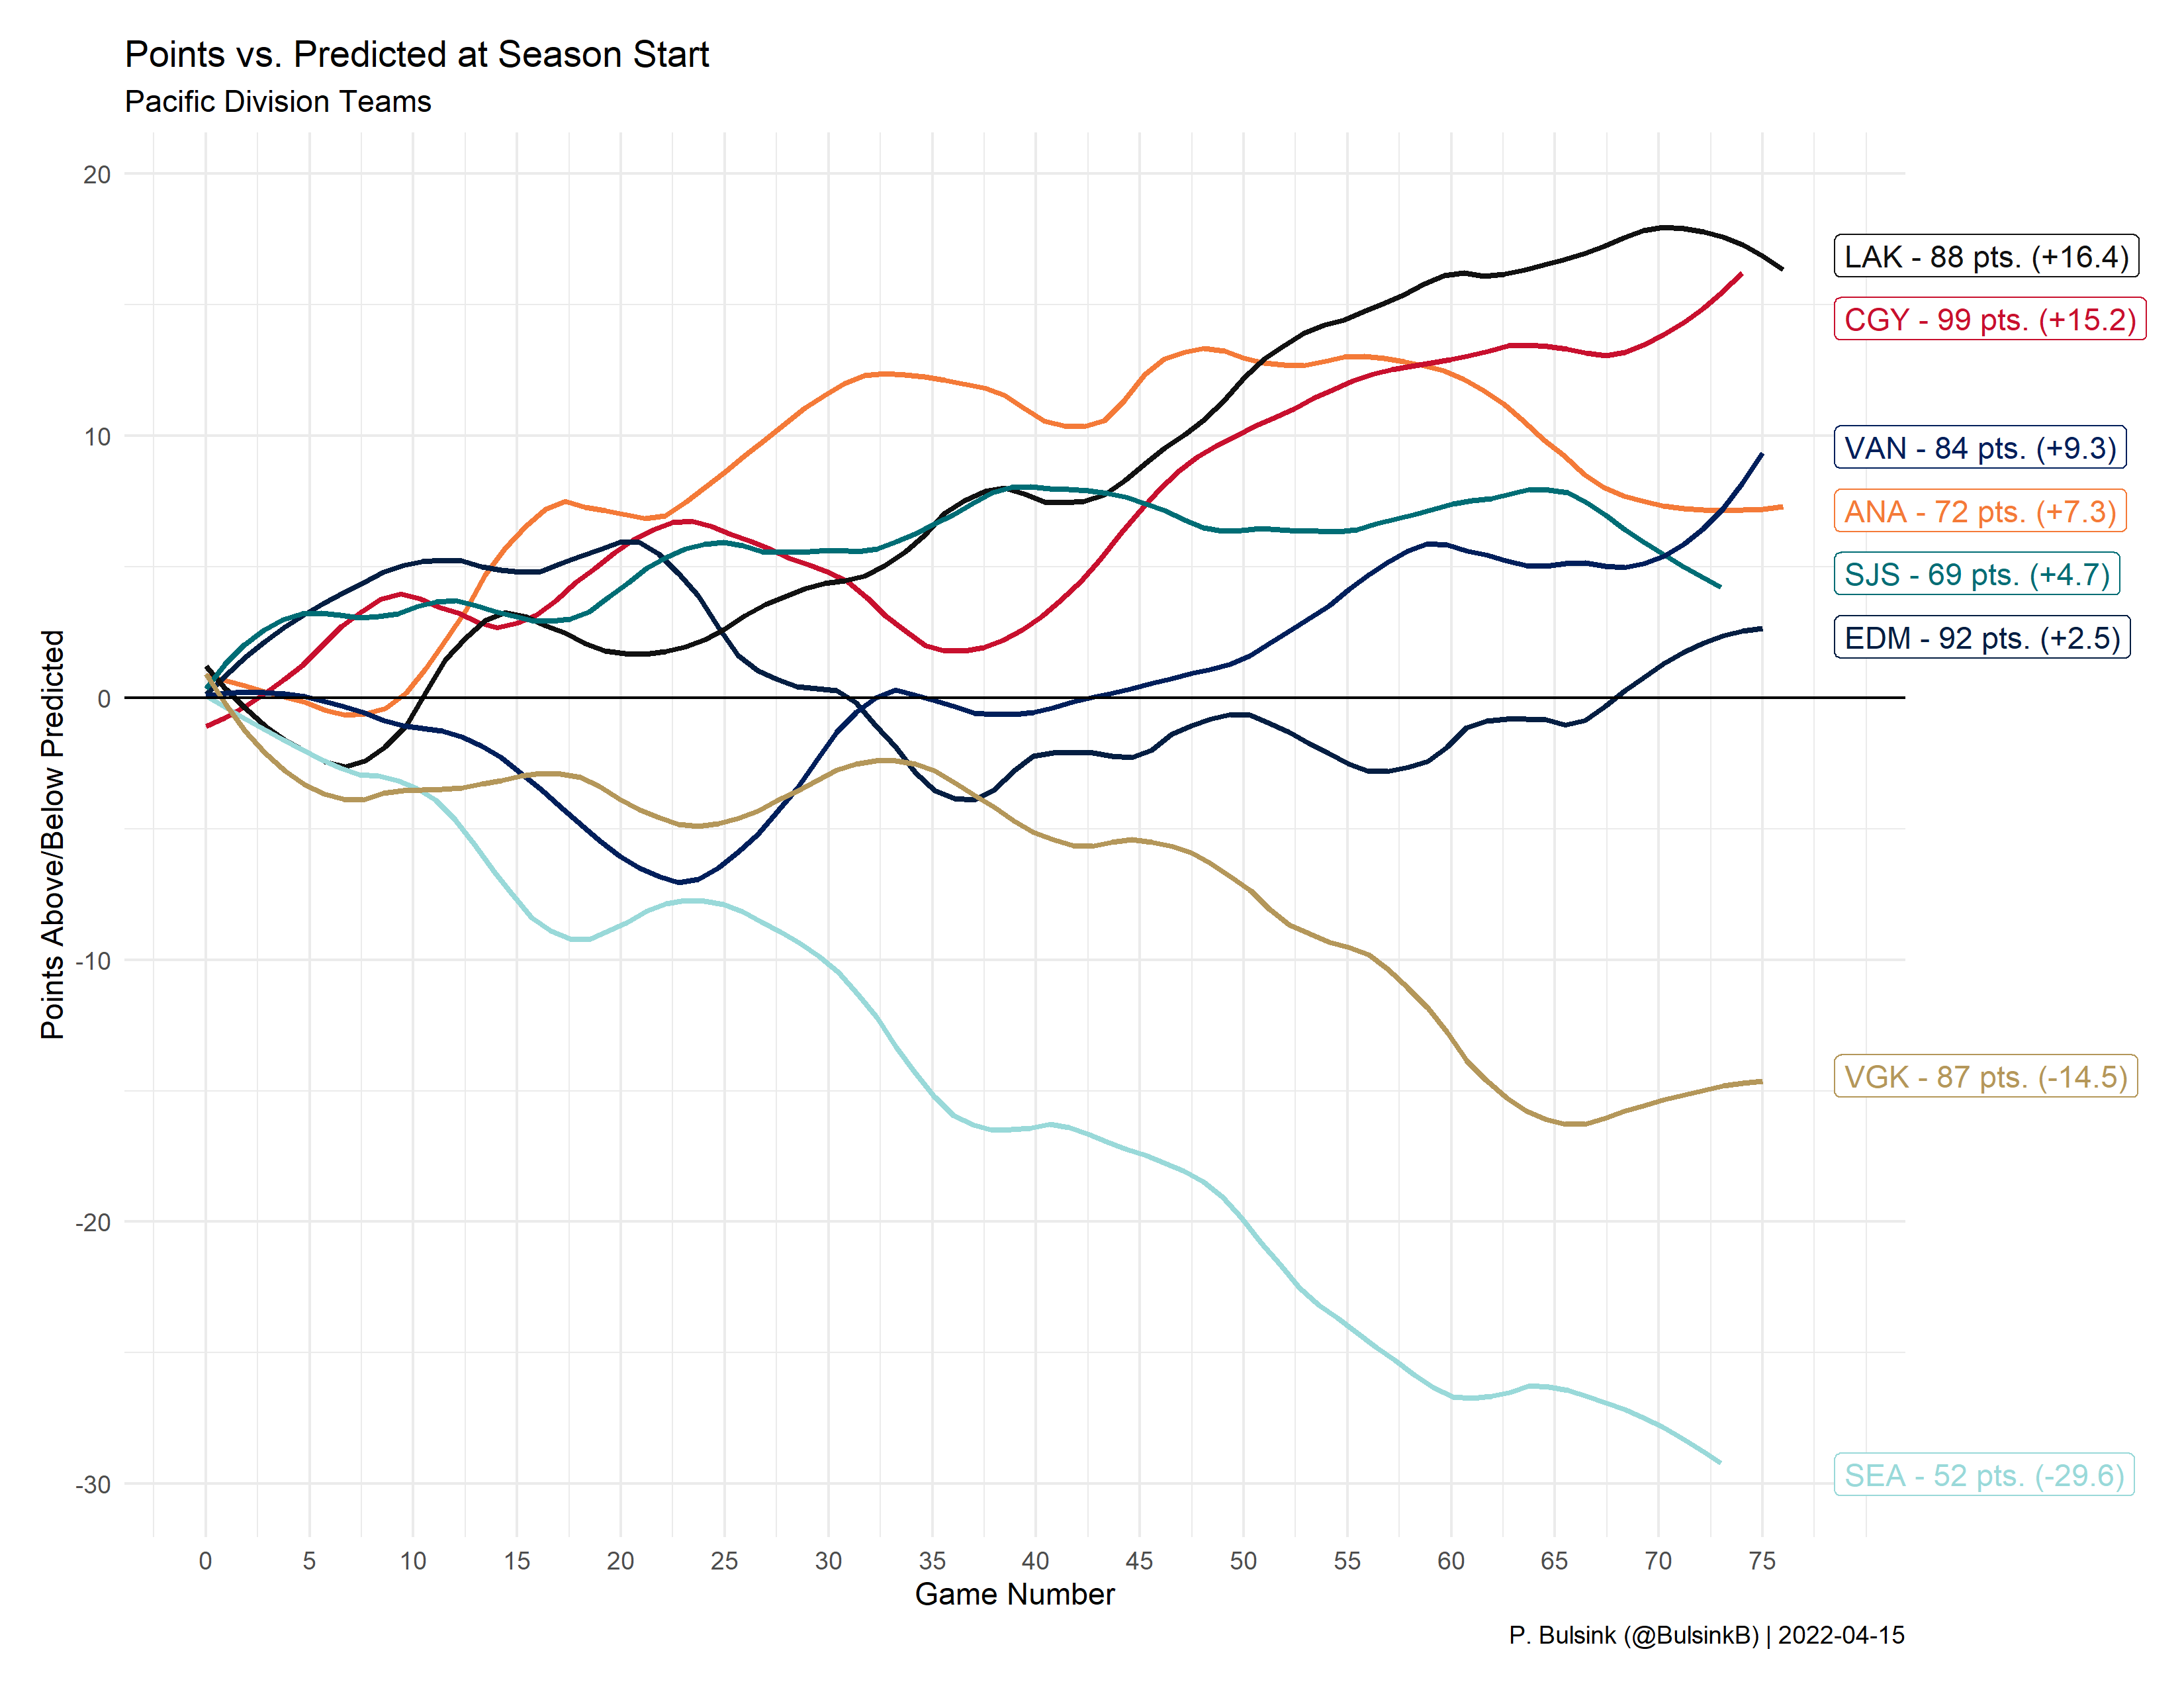 Points vs. Predicted at Season Start
Pacific Division Teams
Points Above/Below Predicted
20
10
0
-10
-20
-30
LAK - 88 pts. (+16.4)
CGY - 99 pts. (+15.2)
VAN - 84 pts. (+9.3)
ANA - 72 pts. (+7.3)
SJS - 69 pts. (+4.7)
EDM - 92 pts. (+2.5)
VGK - 87 pts. (-14.5)
SEA - 52 pts. (-29.6)
0 5 10 15 20 25 30 35 40 45 50 55 60 65 70 75
Game Number
P. Bulsink (@BulsinkB) | 2022-04-15